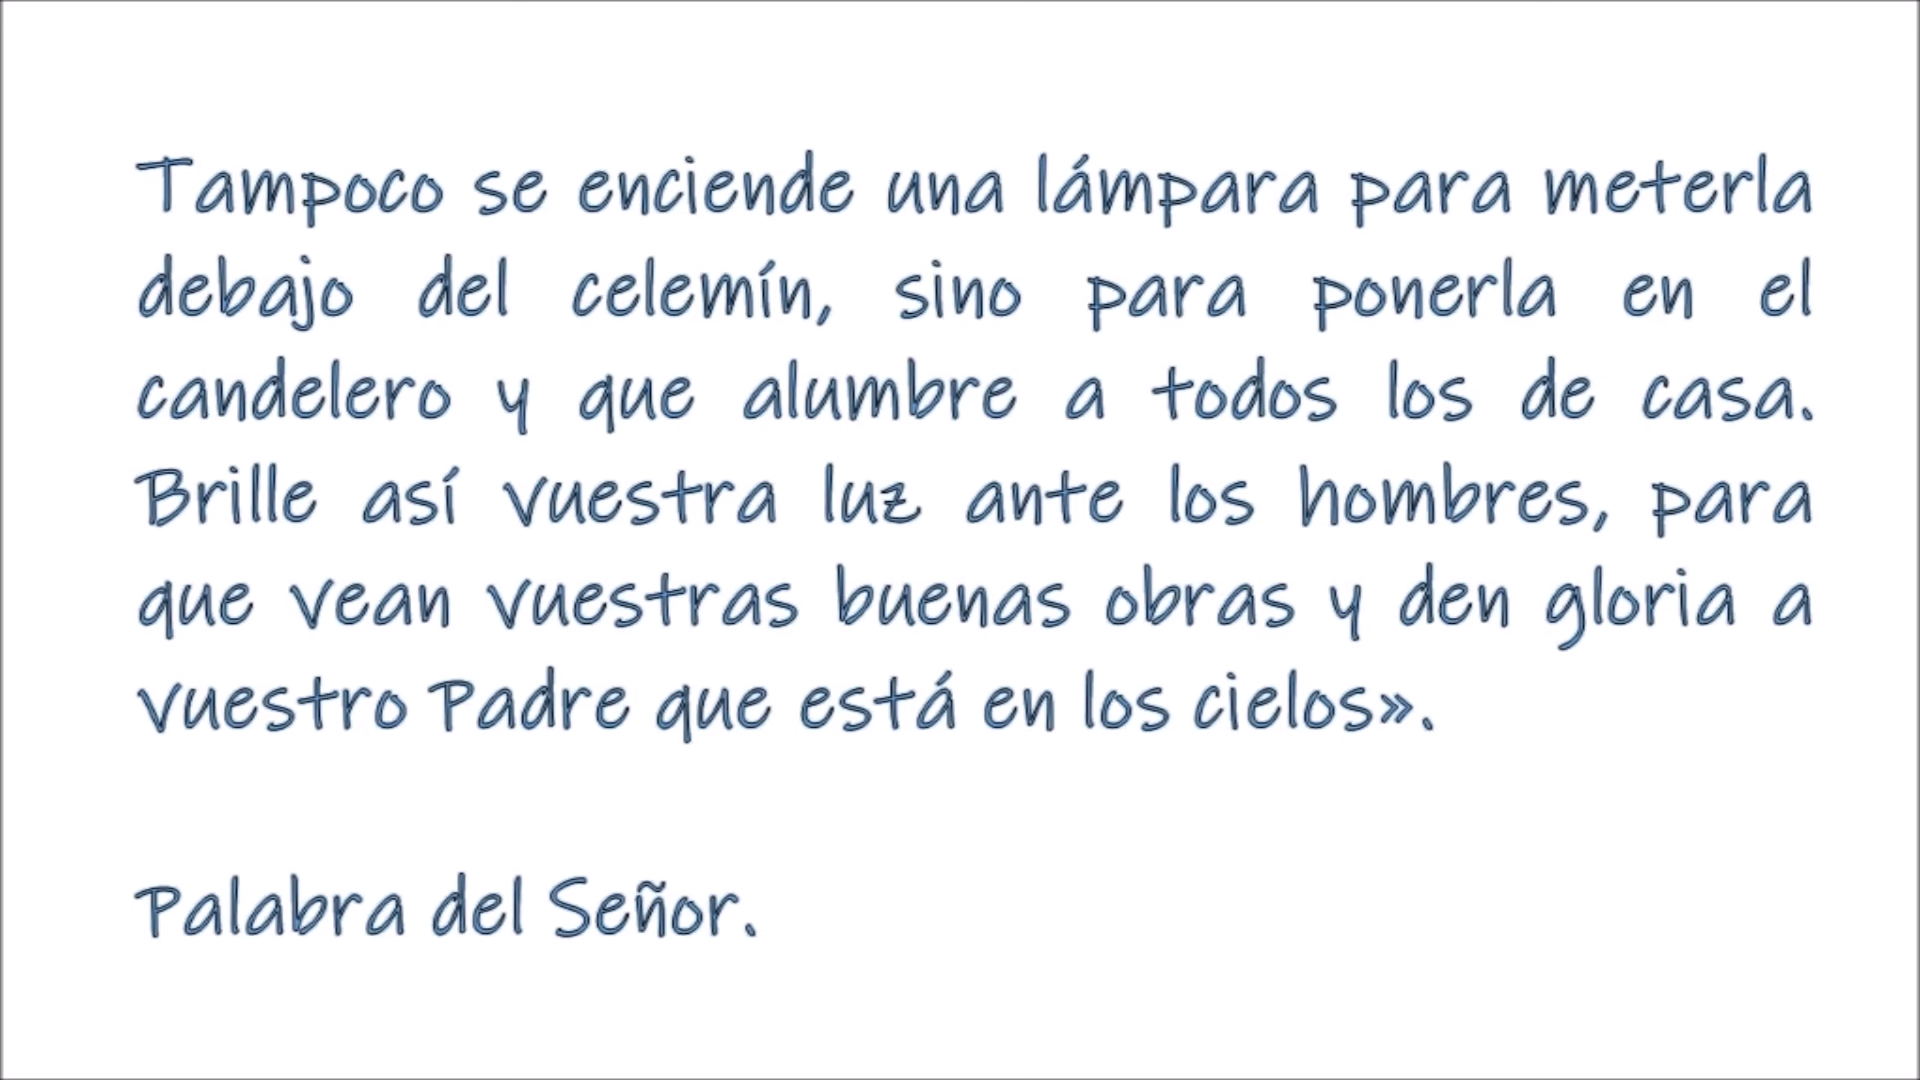 Tampoco se enciende una lámpara para meterla
debajo del celemín, sino para ponerla en el
candelero y que alumbre a todos los de casa.
Brille así vuestra luz ante los hombres, para
que vean vuestras buenas obras y den gloria a
vuestro Padre que está en los cielos».
Palabra del Señor.